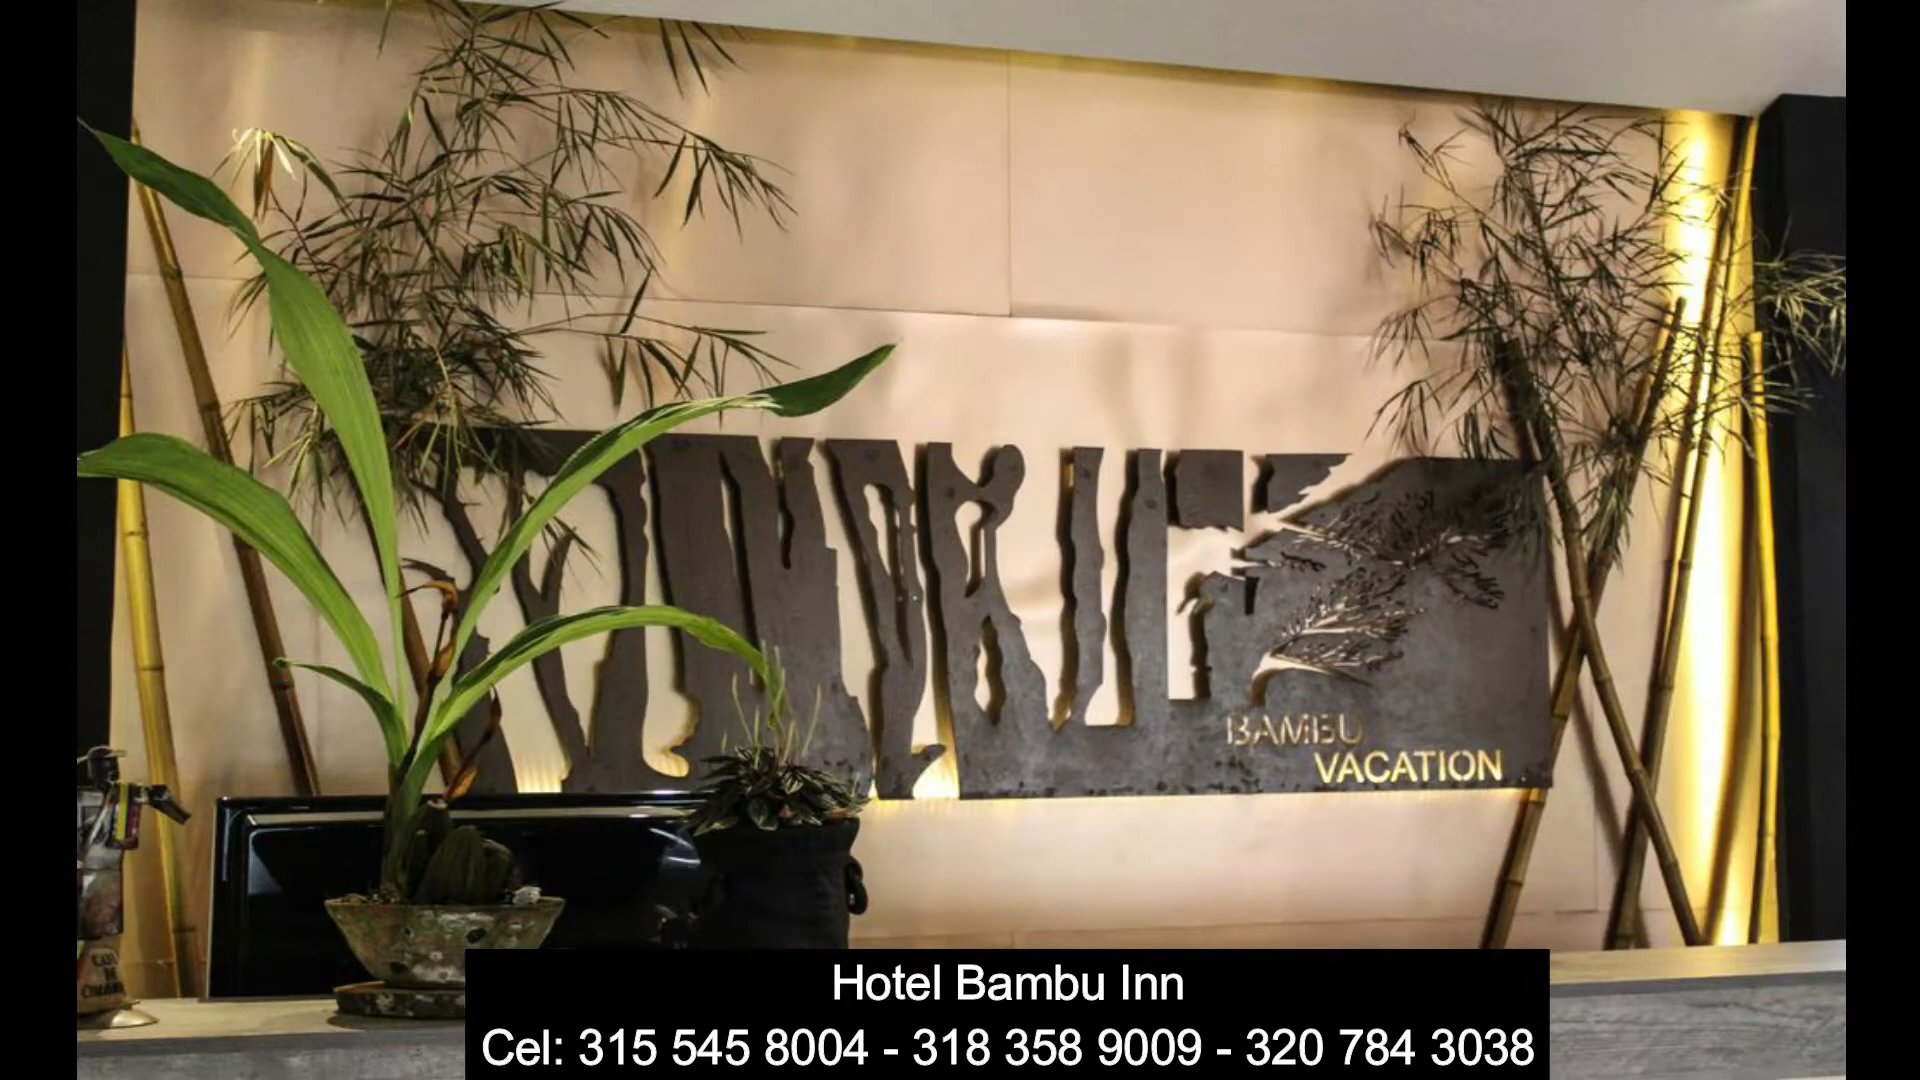 BAMBU
VACATION
Hotel Bambu Inn
Cel: 315 545 8004 - 318 358 9009 - 320 784 3038